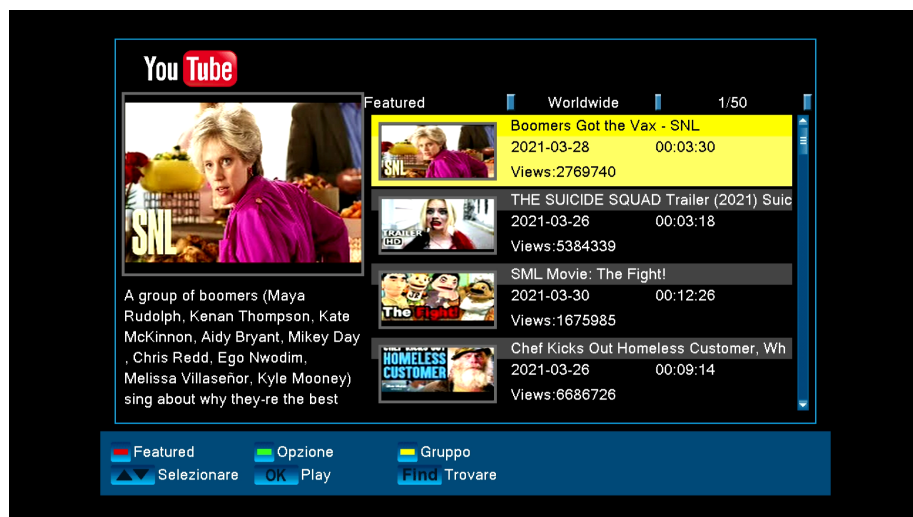 You Tube
Featured Worldwide 1/50
SNL
A group of boomers (Maya
Rudolph, Kenan Thompson, Kate
McKinnon, Aidy Bryant, Mikey Day
, Chris Redd, Ego Nwodim,
Melissa Villaseñor, Kyle Mooney)
sing about why they-re the best
SNL
Boomers Got the Vax - SNL
2021-03-28 00:03:30
Views:2769740
TRAILER
HD
THE SUICIDE SQUAD Trailer (2021) Suic
2021-03-26 00:03:18
Views:5384339
The Fight!
SML Movie: The Fight!
2021-03-30 00:12:26
Views:1675985
HOMELESS
CUSTOMER
Chef Kicks Out Homeless Customer, Wh
2021-03-26 00:09:14
Views:6686726
Featured Opzione Gruppo
Selezionare OK Play Find Trovare